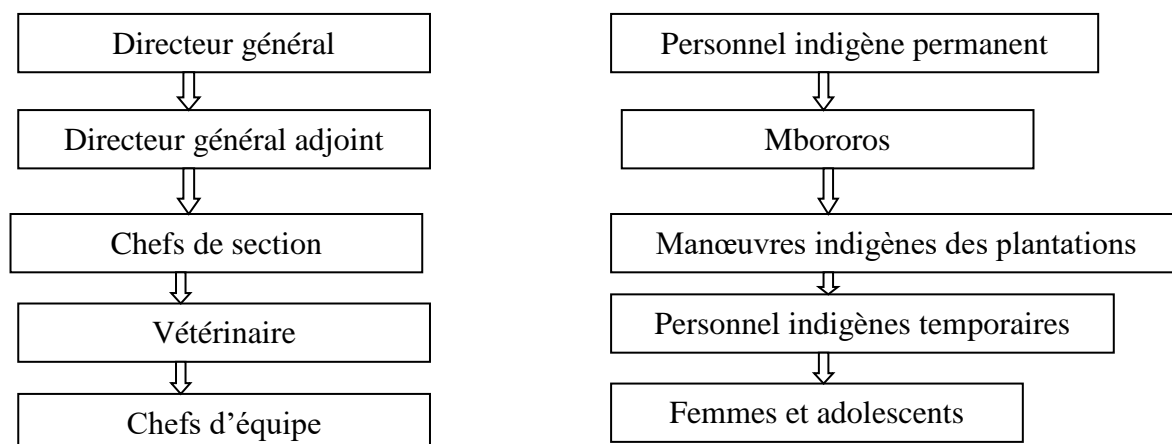 Directeur général
Directeur général adjoint
Chefs de section
Vétérinaire
Chefs d’équipe
Personnel indigène permanent
Mbororos
Manœuvres indigènes des plantations
Personnel indigènes temporaires
Femmes et adolescents